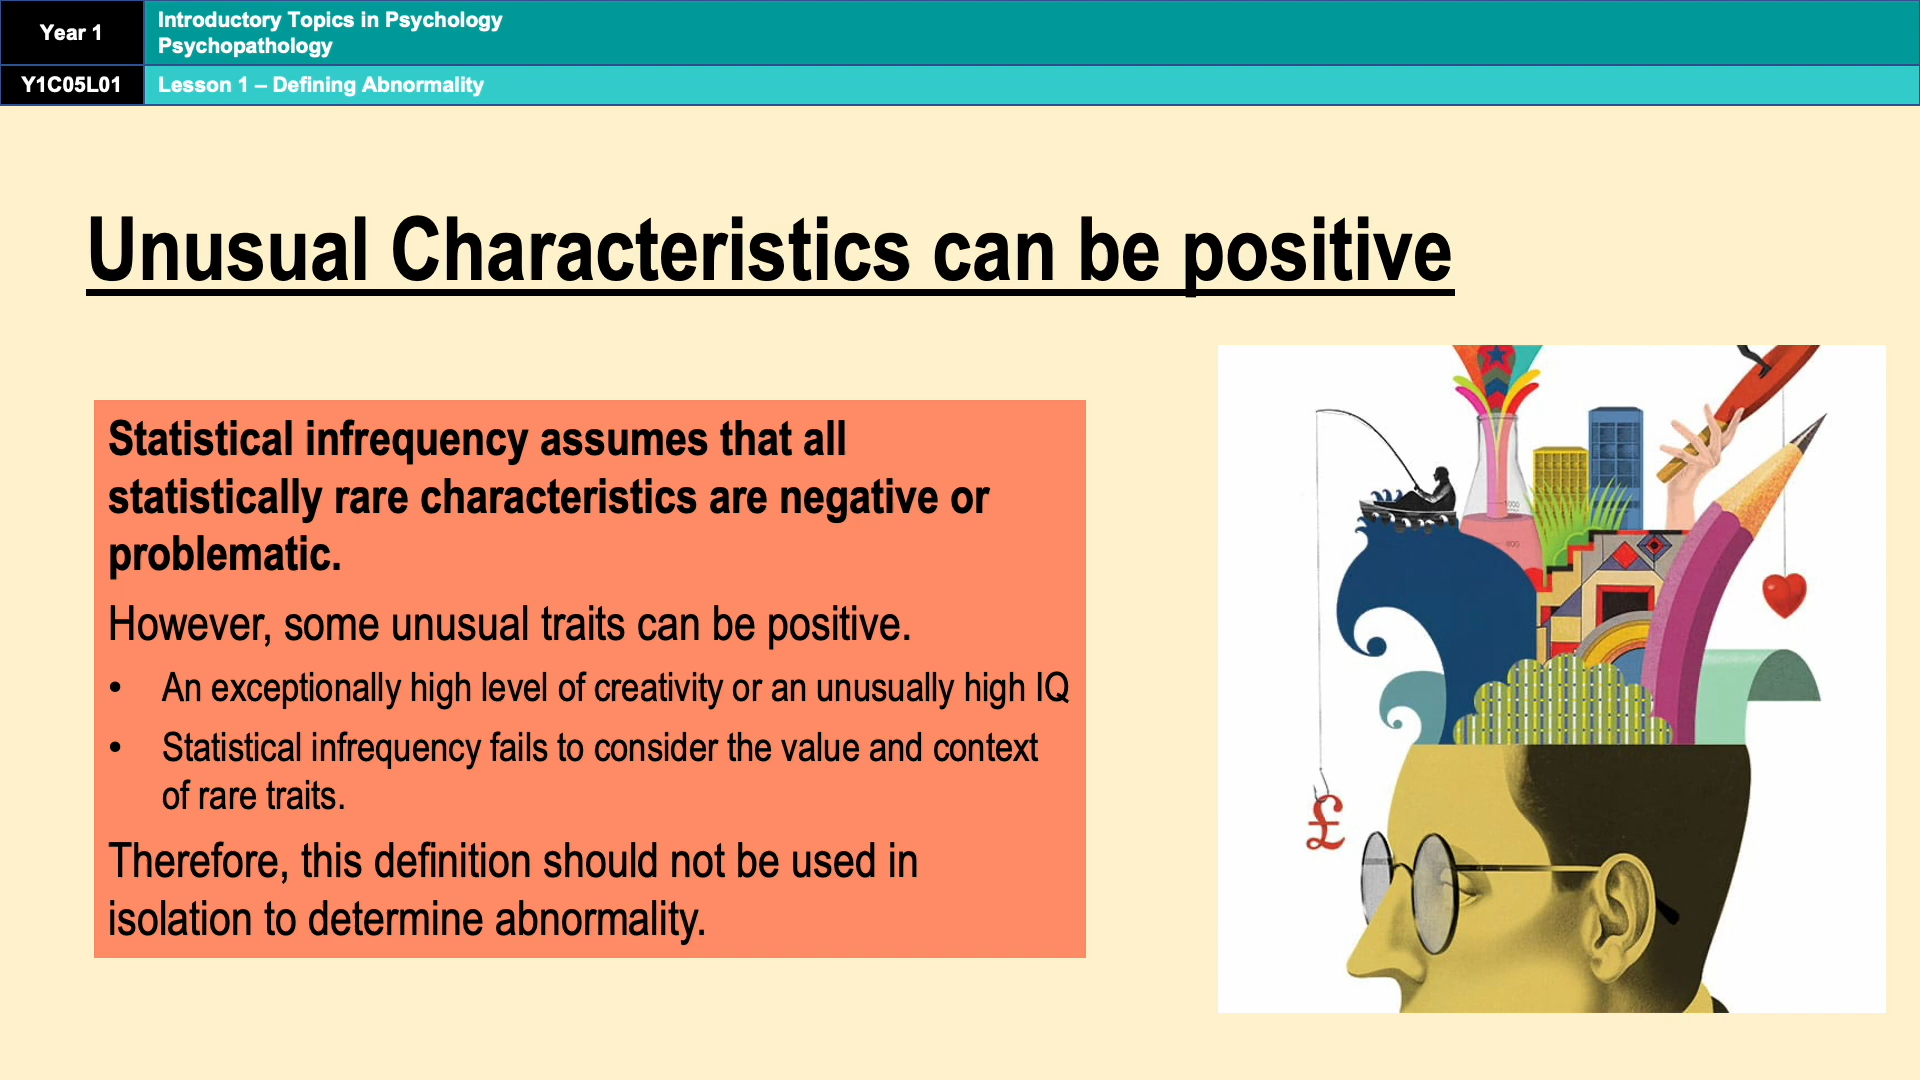 Year 1
Introductory Topics in Psychology
Psychopathology
Y1C05L01
Lesson 1 – Defining Abnormality
Unusual Characteristics can be positive
Statistical infrequency assumes that all
statistically rare characteristics are negative or
problematic.
However, some unusual traits can be positive.
• An exceptionally high level of creativity or an unusually high IQ
• Statistical infrequency fails to consider the value and context
of rare traits.
Therefore, this definition should not be used in
isolation to determine abnormality.
1000
800
£